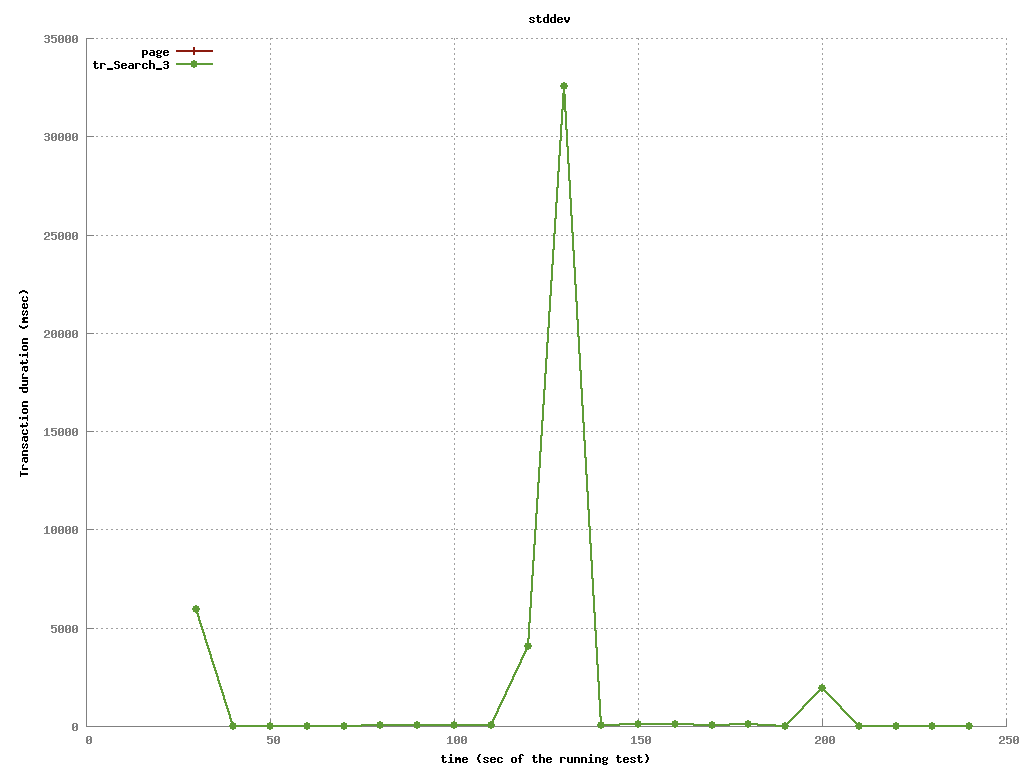 stddev
page
tr_Search_3
35000
30000
25000
20000
15000
10000
5000
0
Transaction duration (msec)
0 50 100 150 200 250
time (sec of the running test)